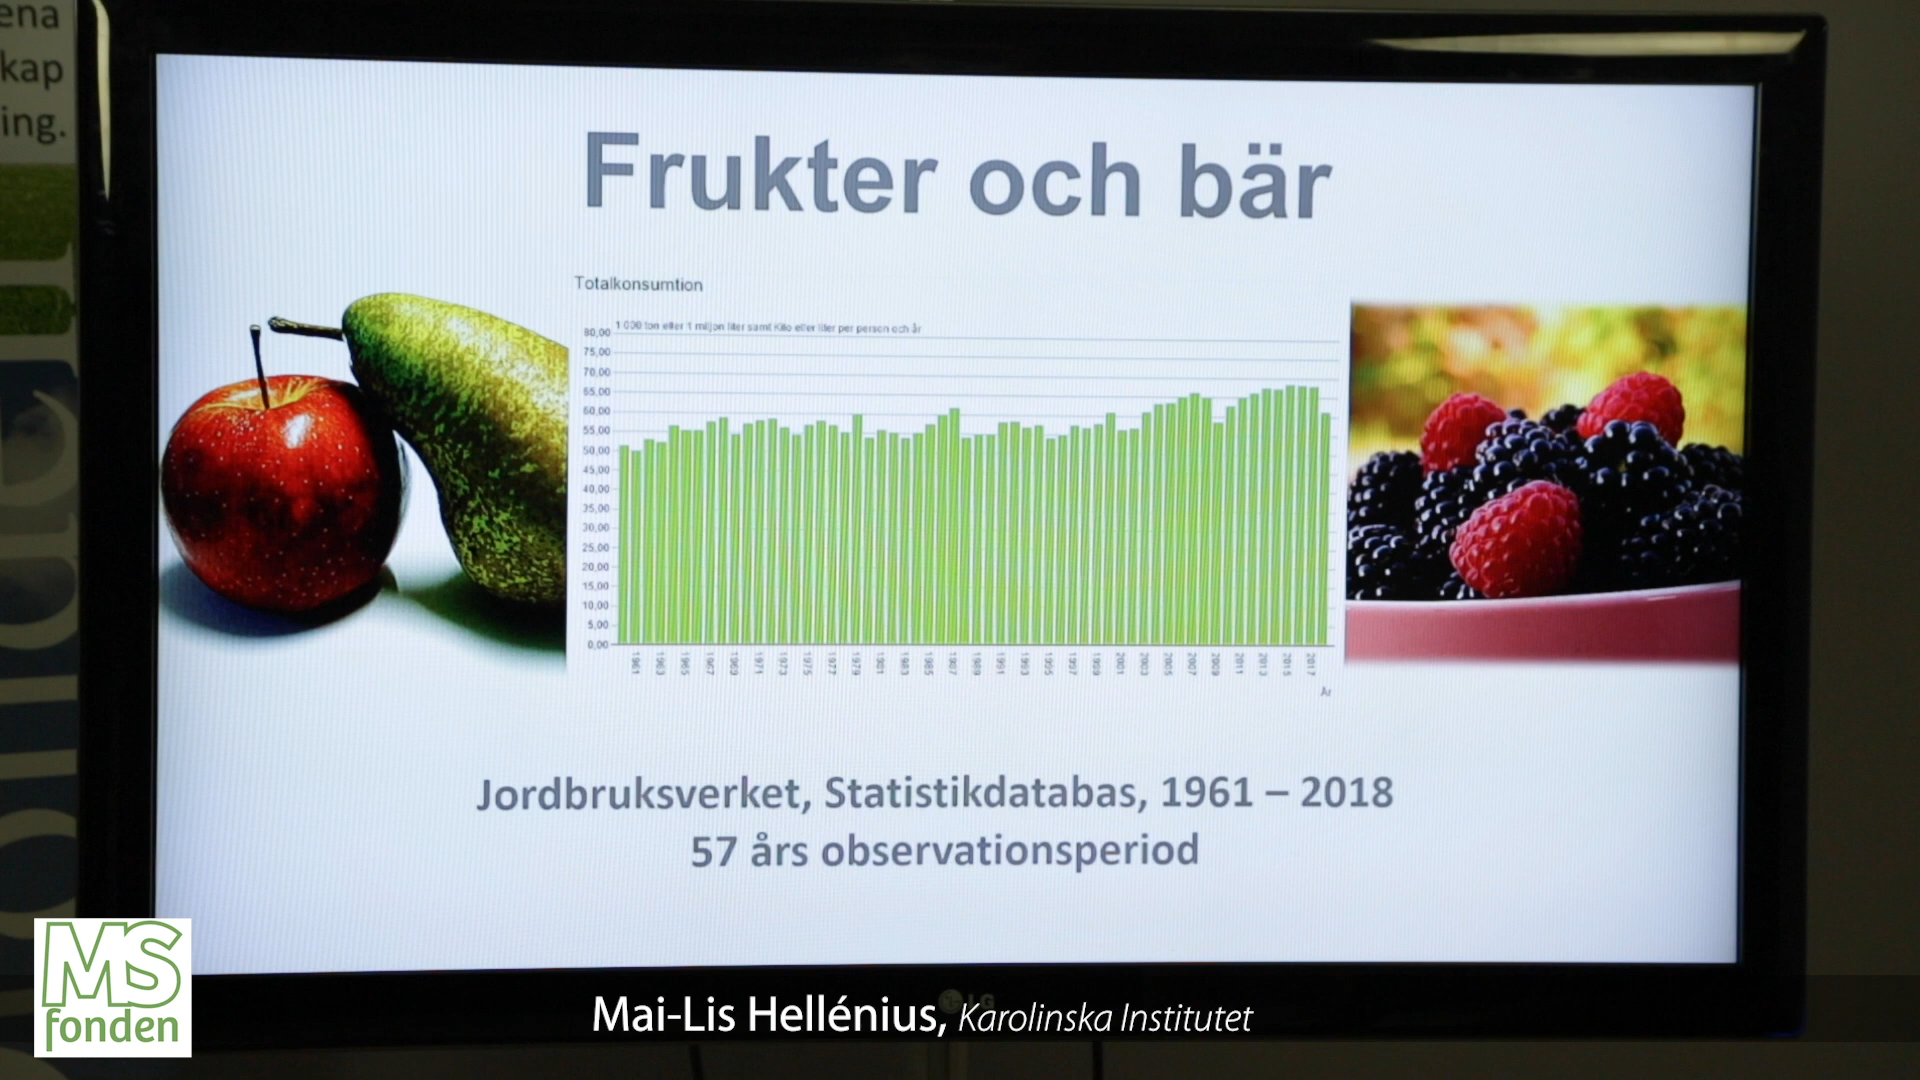 ena
kap
ing.
Frukter och bär
Totalkonsumtion
1 000 ton eller 1 miljon liter samt Kilo eller liter per person och år
80,00
75,00
70,00
65,00
60,00
55,00
50,00
45,00
40,00
35,00
30,00
25,00
20,00
15,00
10,00
5,00
0,00
1961 1963 1965 1967 1969 1971 1973 1975 1977 1979 1981 1983 1985 1987 1989 1991 1993 1995 1997 1999 2001 2003 2005 2007 2009 2011 2013 2015 2017
År
Jordbruksverket, Statistikdatabas, 1961 – 2018
57 års observationsperiod
MS
fonden
LG
Mai-Lis Hellénius, Karolinska Institutet